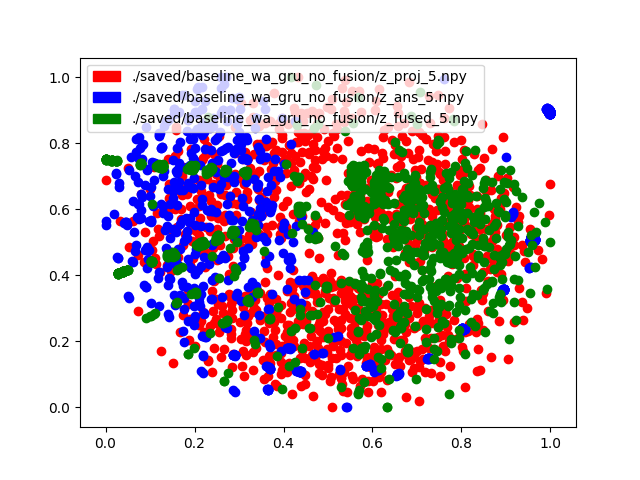 ./saved/baseline_wa_gru_no_fusion/z_proj_5.npy
./saved/baseline_wa_gru_no_fusion/z_ans_5.npy
./saved/baseline_wa_gru_no_fusion/z_fused_5.npy
1.0
0.8
0.6
0.4
0.2
0.0
0.0 0.2 0.4 0.6 0.8 1.0